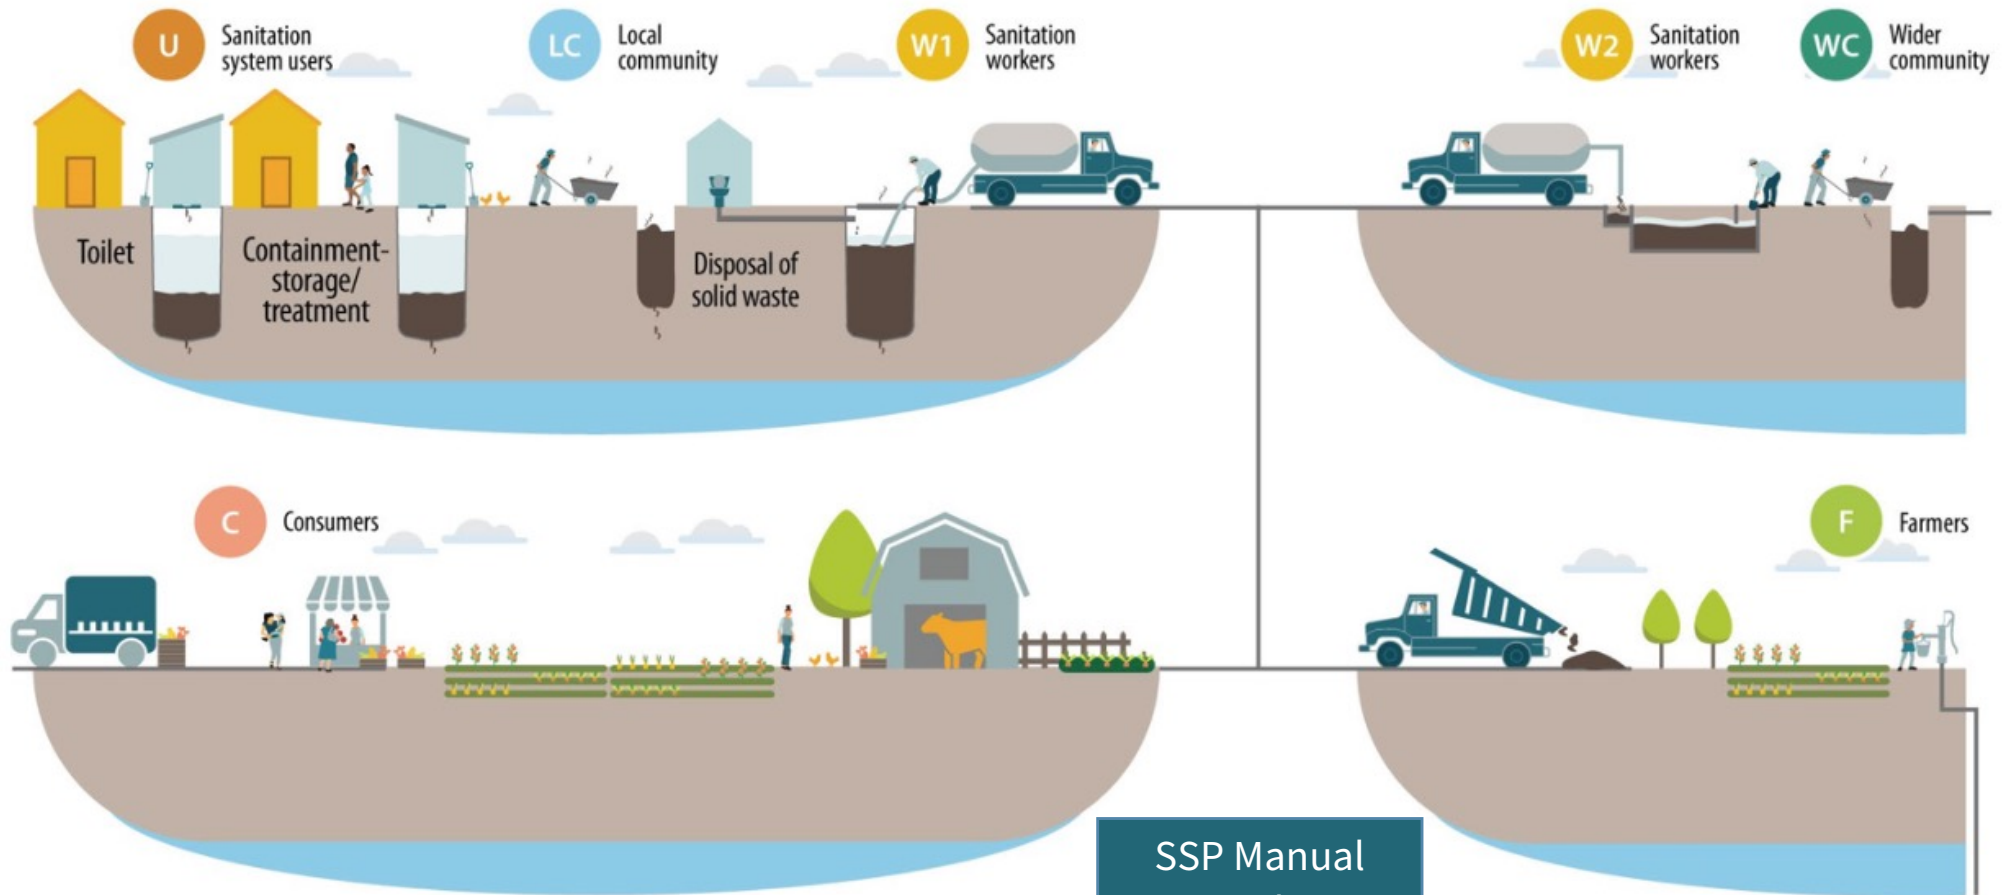 U
Sanitation
system users
LC
Local
community
W1
Sanitation
workers
W2
Sanitation
workers
WC
Wider
community
Toilet
Containment-
storage/
treatment
Disposal of
solid waste
C
Consumers
F
Farmers
SSP Manual